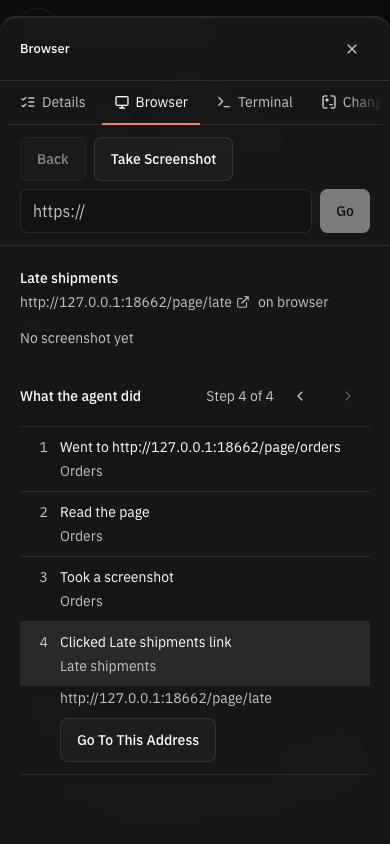 Browser
Details Browser Terminal Chang
Back Take Screenshot
https:// Go
Late shipments
http://127.0.0.1:18662/page/late on browser
No screenshot yet
What the agent did Step 4 of 4
1 Went to http://127.0.0.1:18662/page/orders
Orders
2 Read the page
Orders
3 Took a screenshot
Orders
4 Clicked Late shipments link
Late shipments
http://127.0.0.1:18662/page/late
Go To This Address